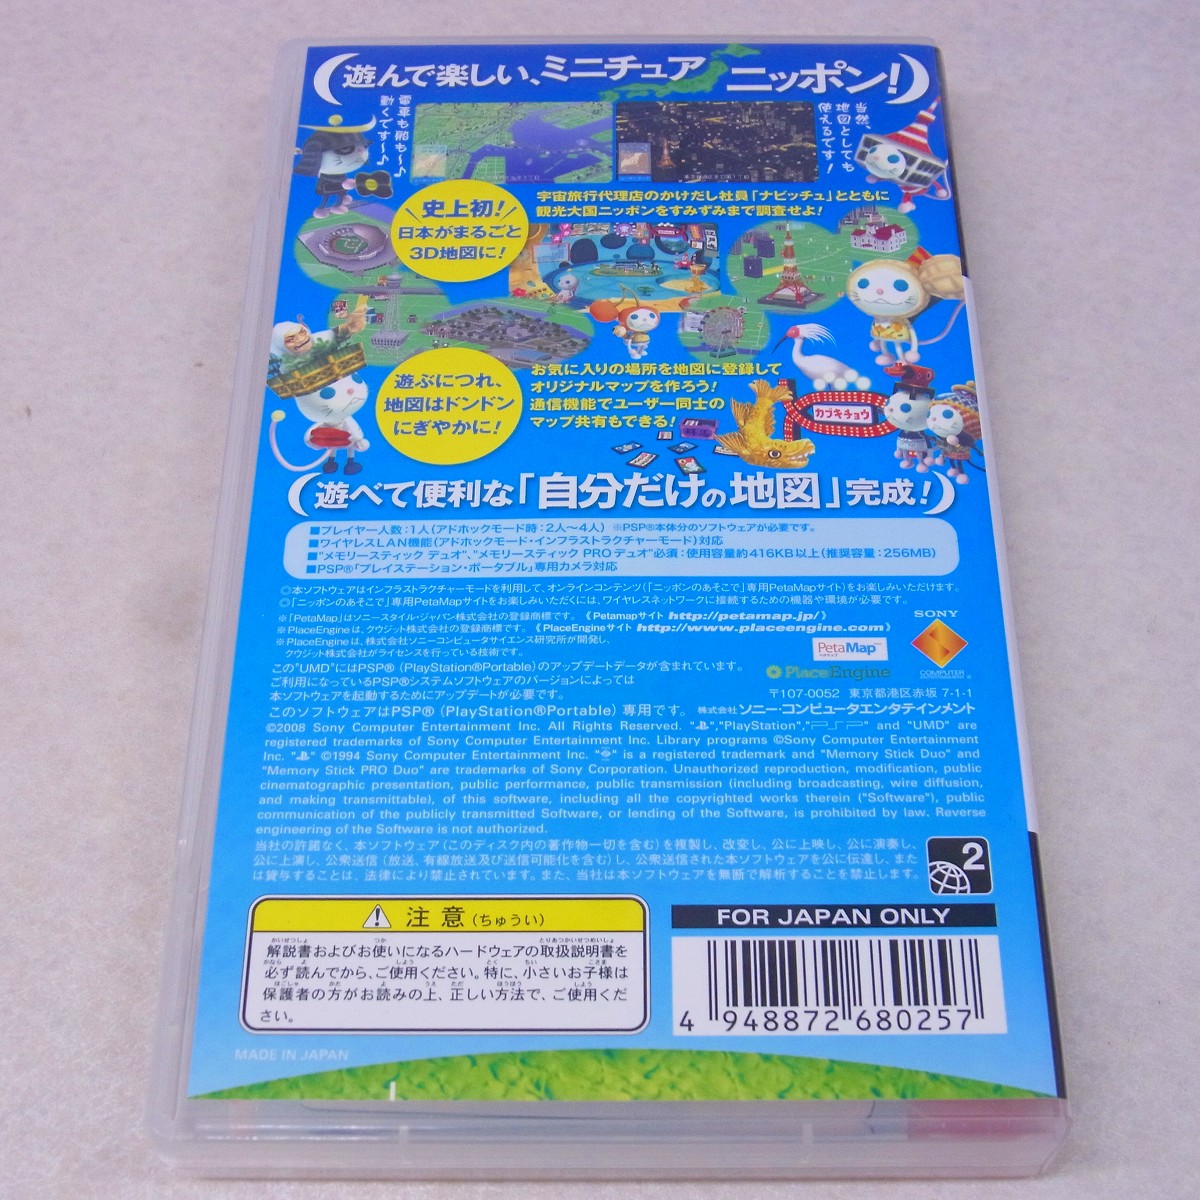 遊んで楽しい、ミニチュア ニッポン!
電車も船も〜♪
動くです〜♪
当然、
地図としても
使えるです!
宇宙旅行代理店のかけだし社員「ナビッチュ」とともに
観光大国ニッポンをすみずみまで調査せよ!
史上初!
日本がまるごと
3D地図に!
遊ぶにつれ、
地図はドンドン
にぎやかに!
お気に入りの場所を地図に登録して
オリジナルマップを作ろう!
通信機能でユーザー同士の
マップ共有もできる!
カブキチョウ
遊べて便利な「自分だけの地図」完成!
■プレイヤー人数：1人(アドホックモード時：2人〜4人) ※PSP®本体分のソフトウェアが必要です。
■ワイヤレスLAN機能(アドホックモード・インフラストラクチャーモード)対応
■"メモリースティック デュオ"、"メモリースティック PROデュオ"必須：使用容量約416KB以上(推奨容量：256MB)
■PSP®「プレイステーション・ポータブル」専用カメラ対応
◎本ソフトウェアはインフラストラクチャーモードを利用して、オンラインコンテンツ(「ニッポンのあそこで」専用PetaMapサイト)をお楽しみいただけます。
◎「ニッポンのあそこで」専用PetaMapサイトをお楽しみいただくには、ワイヤレスネットワークに接続するための機器や環境が必要です。
※「PetaMap」はソニースタイル・ジャパン株式会社の登録商標です。《Petamapサイト http://petamap.jp/》
※PlaceEngineは、クウジット株式会社の登録商標です。《PlaceEngineサイト http://www.placeengine.com》
※PlaceEngineは、株式会社ソニーコンピュータサイエンス研究所が開発し、
クウジット株式会社がライセンスを行っている技術です。
SONY
COMPUTER
PetaMap
PlaceEngine
この"UMD"にはPSP®(PlayStation®Portable)のアップデートデータが含まれています。
ご利用になっているPSP®システムソフトウェアのバージョンによっては
本ソフトウェアを起動するためにアップデートが必要です。
〒107-0052 東京都港区赤坂 7-1-1
このソフトウェアはPSP®(PlayStation®Portable)専用です。 株式会社ソニー・コンピュータエンタテインメント
©2008 Sony Computer Entertainment Inc. All Rights Reserved. "","PlayStation","PSP" and "UMD" are
registered trademarks of Sony Computer Entertainment Inc. Library programs ©Sony Computer Entertainment
Inc. "" ©1994 Sony Computer Entertainment Inc. "" is a registered trademark and "Memory Stick Duo" and
"Memory Stick PRO Duo" are trademarks of Sony Corporation. Unauthorized reproduction, modification, public
cinematographic presentation, public performance, public transmission (including broadcasting, wire diffusion,
and making transmittable), of this software, including all the copyrighted works therein ("Software"), public
communication of the publicly transmitted Software, or lending of the Software, is prohibited by law. Reverse
engineering of the Software is not authorized.
当社の許諾なく、本ソフトウェア(このディスク内の著作物一切を含む)を複製し、改変し、公に上映し、公に演奏し、
公に上演し、公衆送信(放送、有線放送及び送信可能化を含む)し、公衆送信された本ソフトウェアを公に伝達し、また
は貸与することは、法律により禁止されています。また、当社は本ソフトウェアを無断で解析することを禁止します。
2
注意(ちゅうい)
解説書およびお使いになるハードウェアの取扱説明書を
必ず読んでから、ご使用ください。特に、小さいお子様は
保護者の方がお読みの上、正しい方法で、ご使用くだ
さい。
FOR JAPAN ONLY
4 948872 680257
MADE IN JAPAN